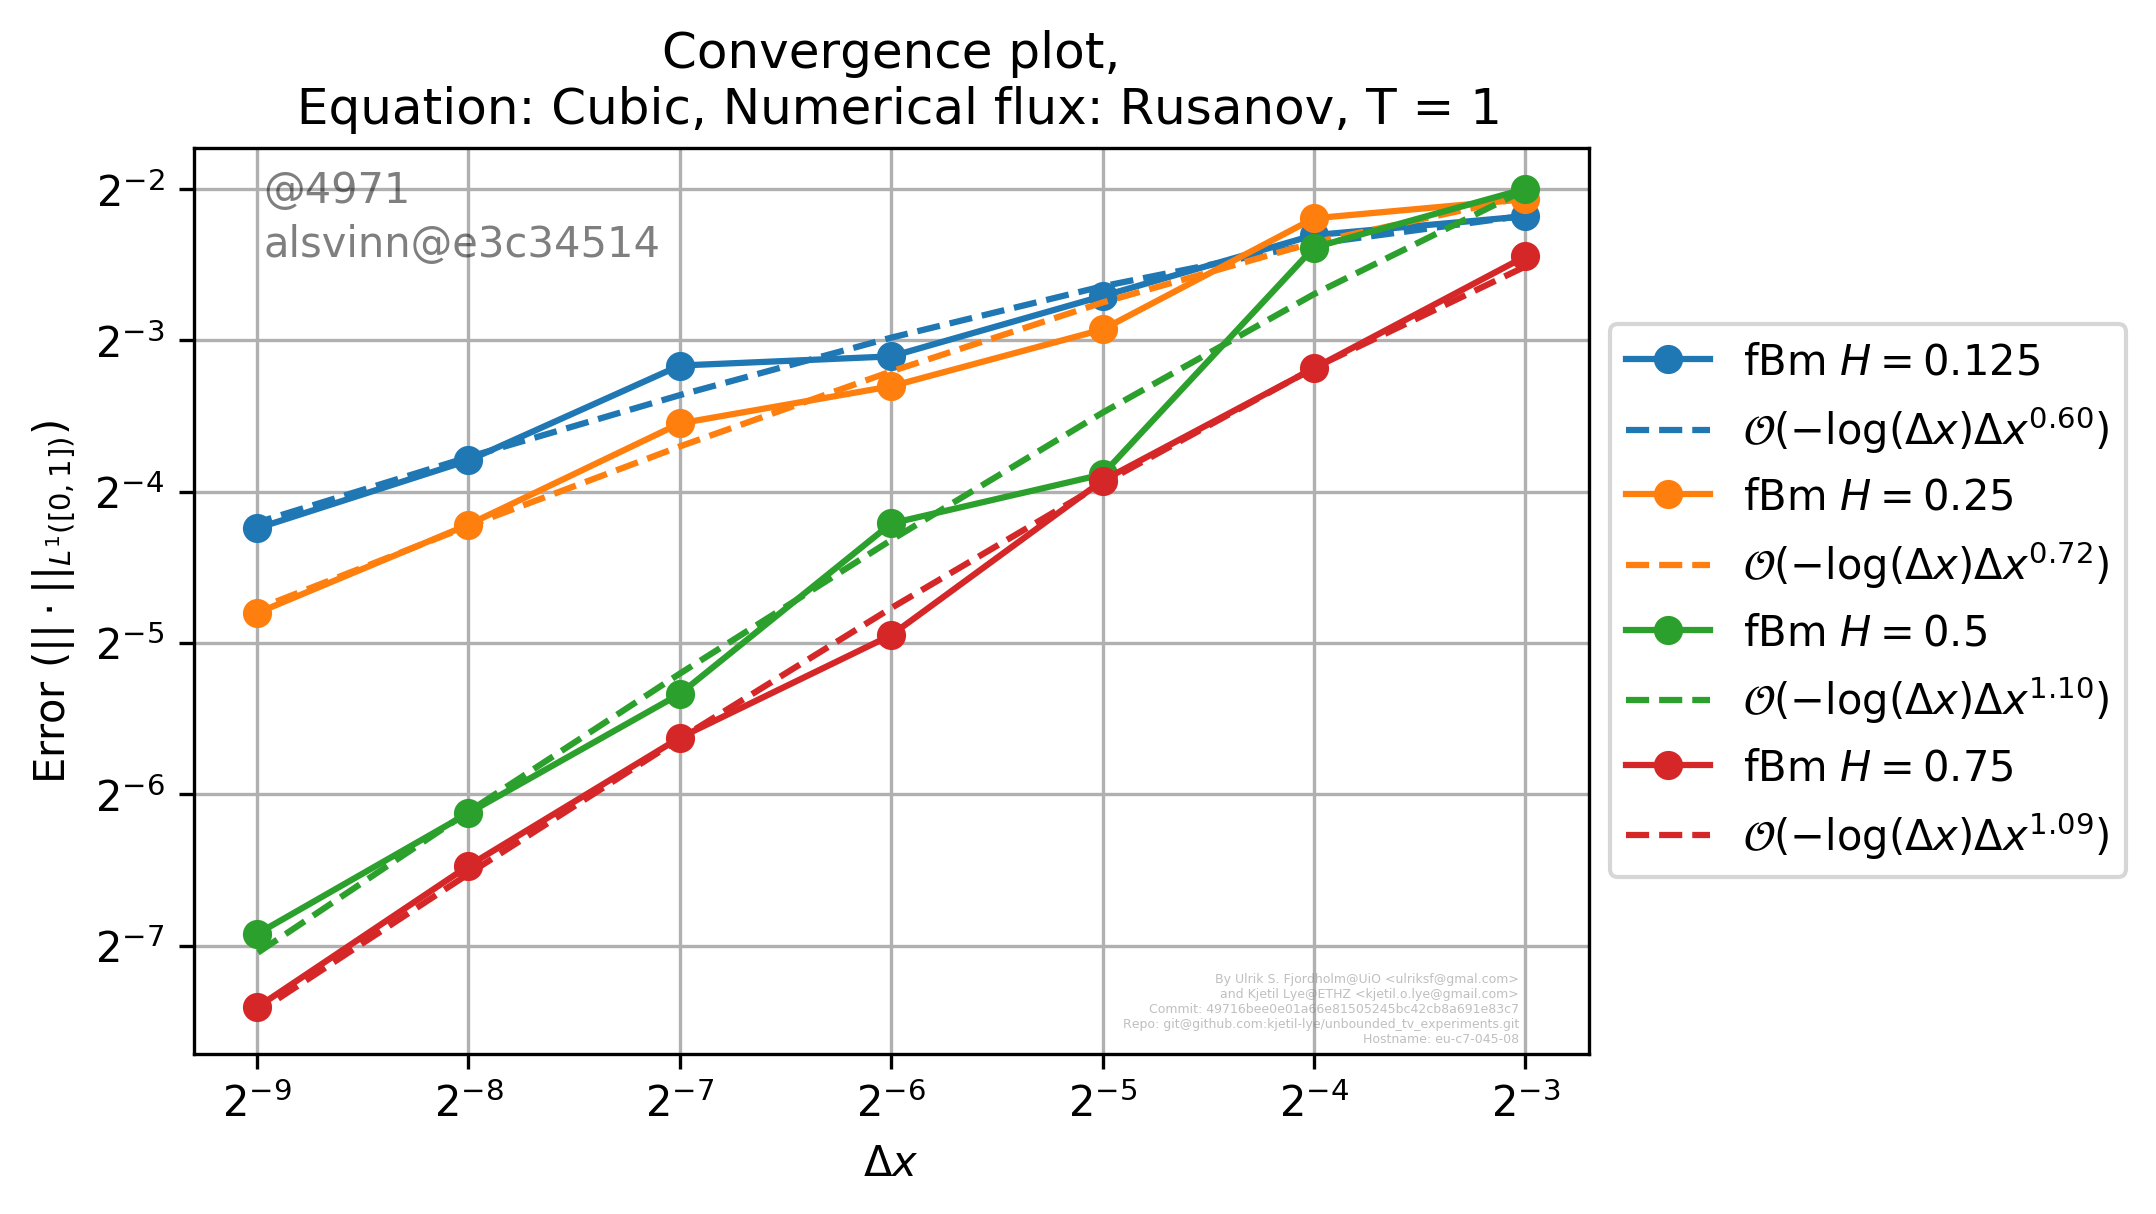 Convergence plot,
Equation: Cubic, Numerical flux: Rusanov, T = 1
@4971
alsvinn@e3c34514
Error (|| · ||_{L^1([0, 1])})
2^{−2}
2^{−3}
2^{−4}
2^{−5}
2^{−6}
2^{−7}
2^{−9}
2^{−8}
2^{−7}
2^{−6}
2^{−5}
2^{−4}
2^{−3}
Δx
fBm H = 0.125
𝒪(−log(Δx)Δx^{0.60})
fBm H = 0.25
𝒪(−log(Δx)Δx^{0.72})
fBm H = 0.5
𝒪(−log(Δx)Δx^{1.10})
fBm H = 0.75
𝒪(−log(Δx)Δx^{1.09})
By Ulrik S. Fjordholm@UiO <ulriksf@gmal.com>
and Kjetil Lye@ETHZ <kjetil.o.lye@gmail.com>
Commit: 49716bee0e01a66e81505245bc42cb8a691e83c7
Repo: git@github.com:kjetil-lye/unbounded_tv_experiments.git
Hostname: eu-c7-045-08